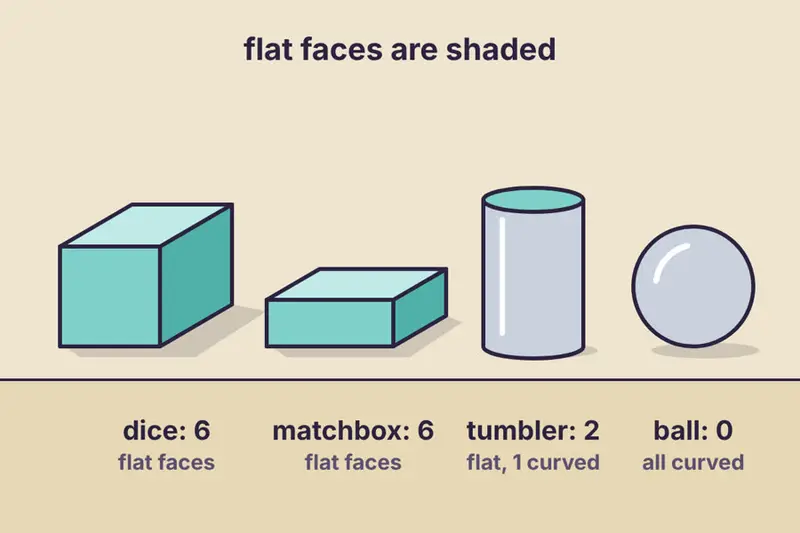 flat faces are shaded
dice: 6
flat faces
matchbox: 6
flat faces
tumbler: 2
flat, 1 curved
ball: 0
all curved